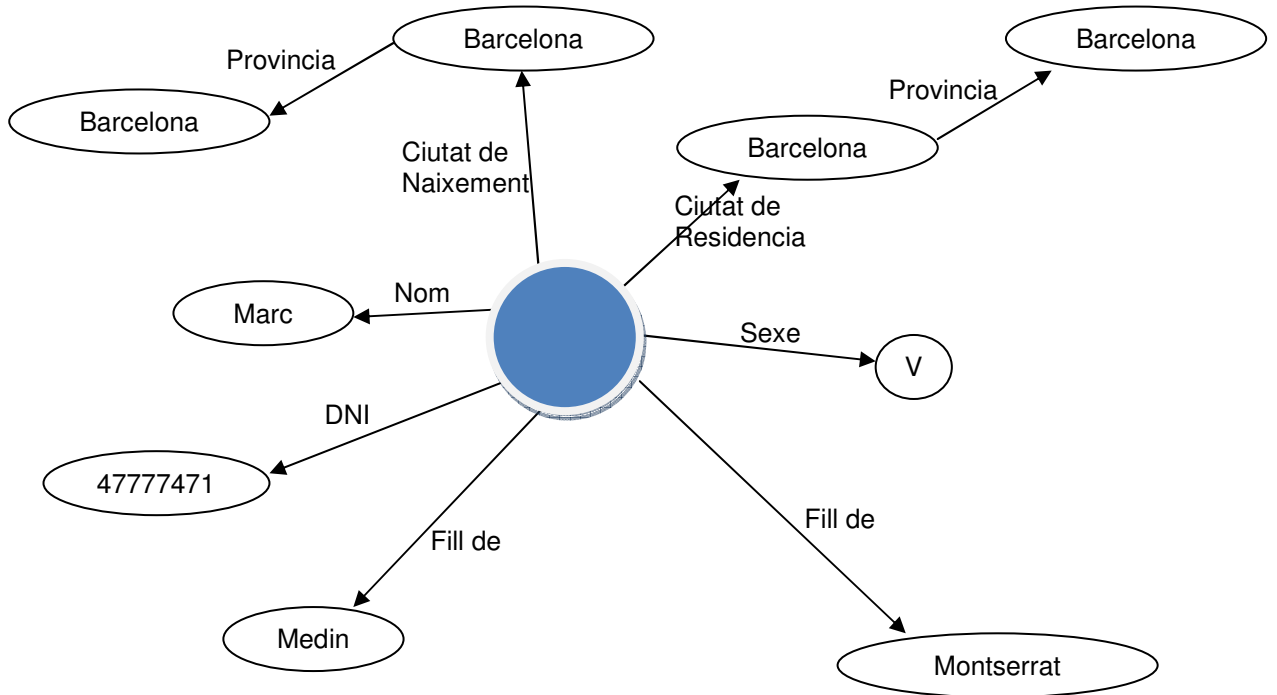 Barcelona
Barcelona
Provincia
Provincia
Barcelona
Barcelona
Ciutat de
Naixement
Ciutat de
Residencia
Nom
Marc
Sexe
V
DNI
47777471
Fill de
Fill de
Medin
Montserrat